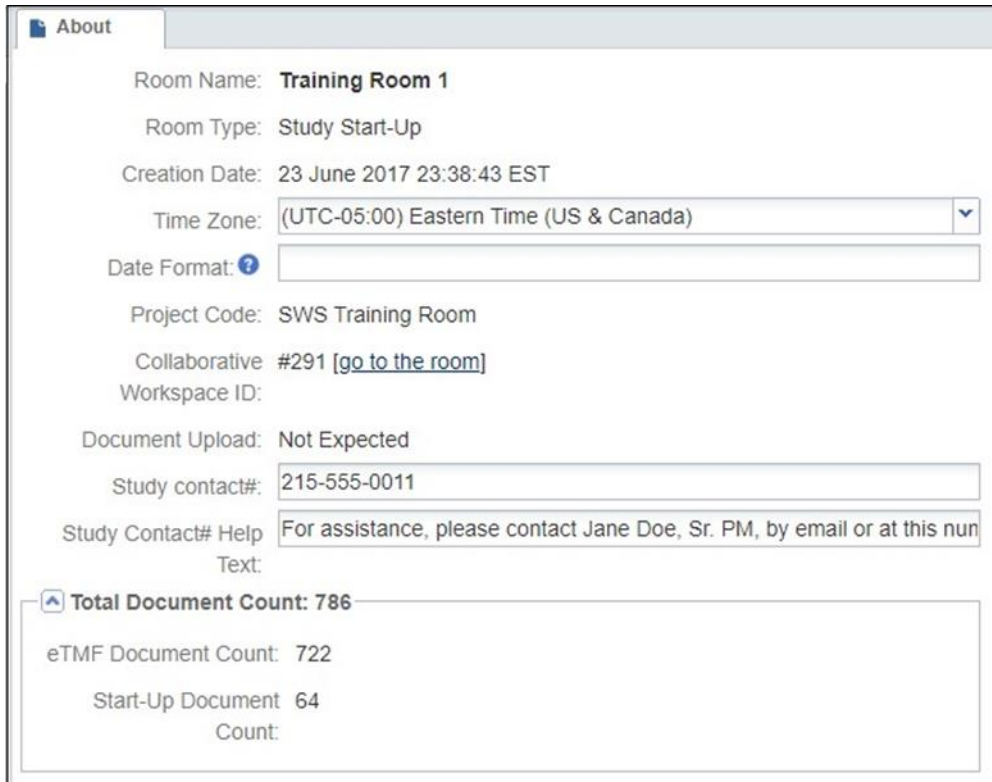 About
Room Name: Training Room 1
Room Type: Study Start-Up
Creation Date: 23 June 2017 23:38:43 EST
Time Zone: (UTC-05:00) Eastern Time (US & Canada)
Date Format:
Project Code: SWS Training Room
Collaborative #291 [go to the room]
Workspace ID:
Document Upload: Not Expected
Study contact#: 215-555-0011
Study Contact# Help For assistance, please contact Jane Doe, Sr. PM, by email or at this num
Text:
Total Document Count: 786
eTMF Document Count: 722
Start-Up Document 64
Count: